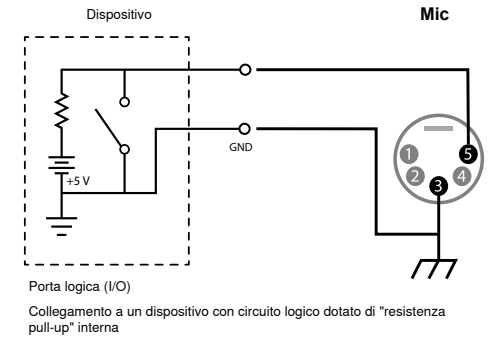 Dispositivo
Mic
GND
1
5
2
4
3
+5 V
Porta logica (I/O)
Collegamento a un dispositivo con circuito logico dotato di "resistenza
pull-up" interna